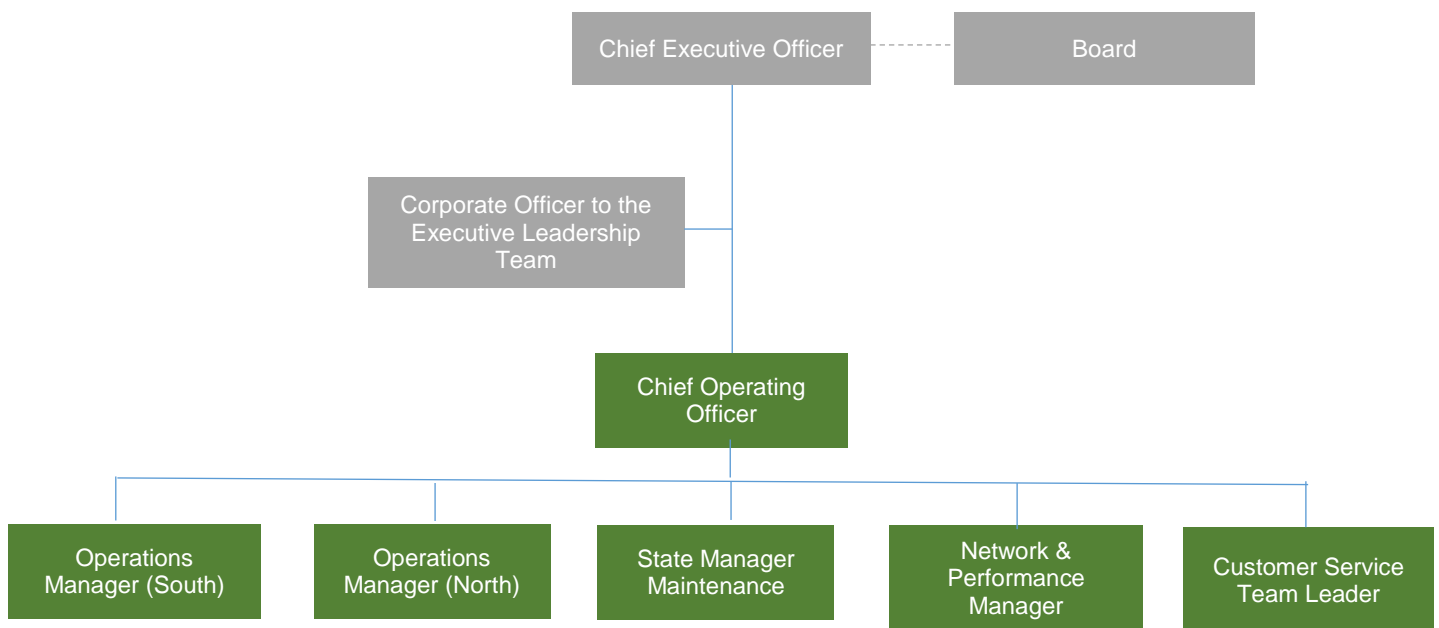 Chief Executive Officer
Board
Corporate Officer to the
Executive Leadership
Team
Chief Operating
Officer
Operations
Manager (South)
Operations
Manager (North)
State Manager
Maintenance
Network &
Performance
Manager
Customer Service
Team Leader